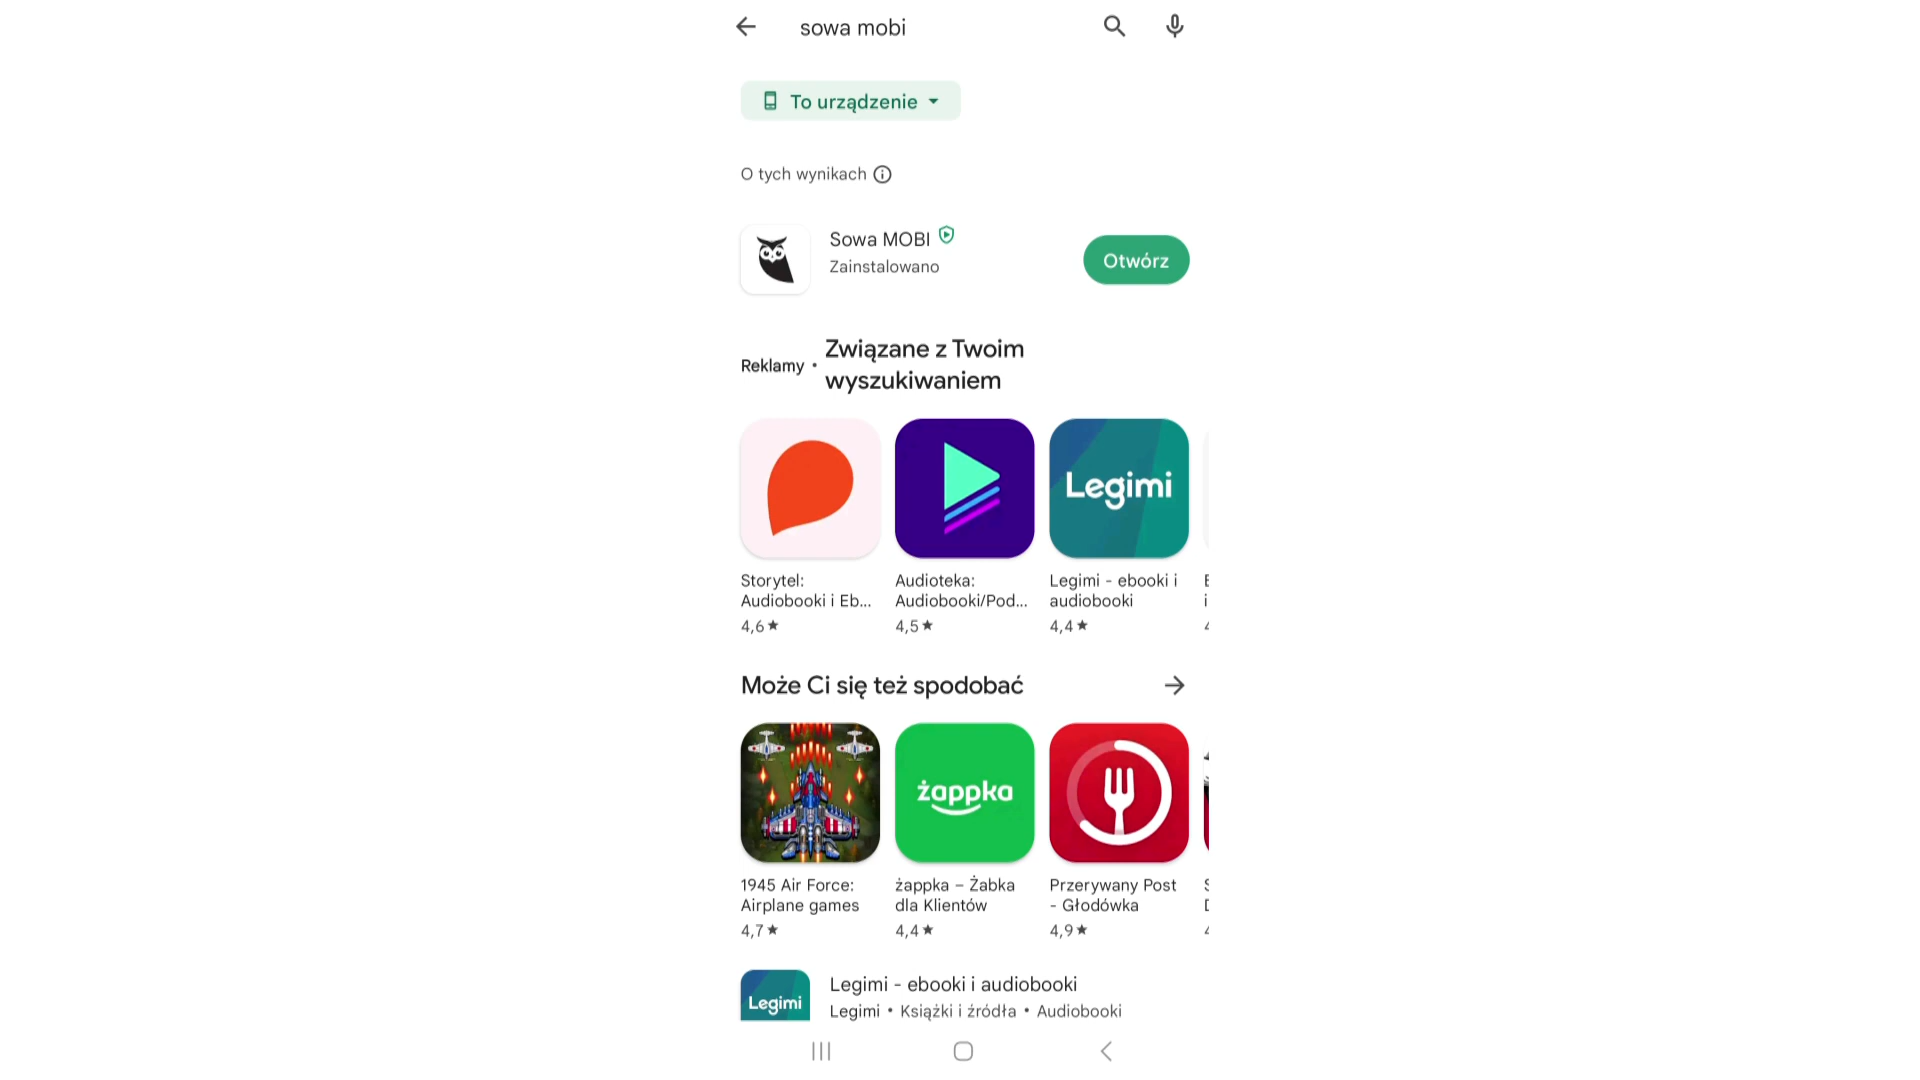 sowa mobi
To urządzenie
O tych wynikach
Sowa MOBI
Zainstalowano
Otwórz
Reklamy •
Związane z Twoim
wyszukiwaniem
Legimi
Storytel:
Audiobooki i Eb...
4,6★
Audioteka:
Audiobooki/Pod...
4,5★
Legimi - ebooki i
audiobooki
4,4★
Może Ci się też spodobać
żappka
1945 Air Force:
Airplane games
4,7★
żappka – Żabka
dla Klientów
4,4★
Przerywany Post
- Głodówka
4,9★
Legimi
Legimi - ebooki i audiobooki
Legimi • Książki i źródła • Audiobooki